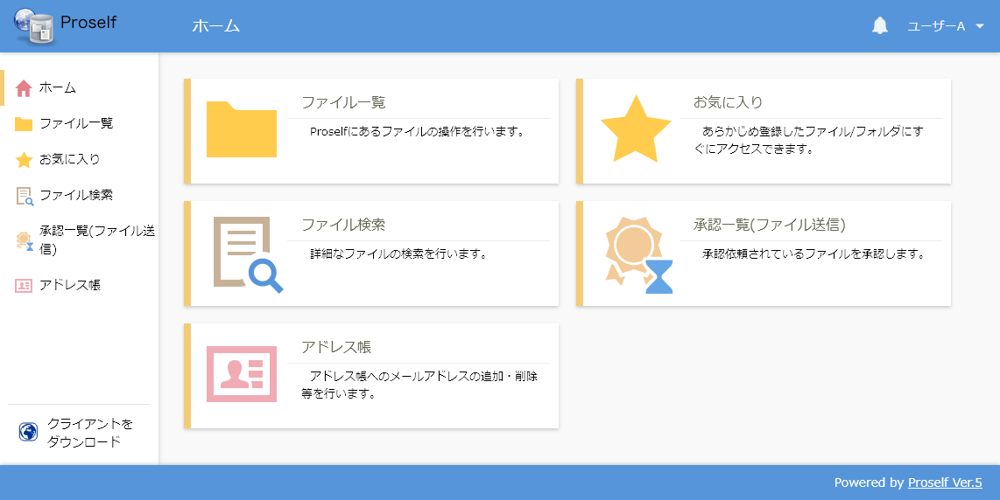 Proself
ホーム
ユーザーA
ホーム
ファイル一覧
お気に入り
ファイル検索
承認一覧(ファイル送
信)
アドレス帳
クライアントを
ダウンロード
ファイル一覧
Proselfにあるファイルの操作を行います。
お気に入り
あらかじめ登録したファイル/フォルダにす
ぐにアクセスできます。
ファイル検索
詳細なファイルの検索を行います。
承認一覧(ファイル送信)
承認依頼されているファイルを承認します。
アドレス帳
アドレス帳へのメールアドレスの追加・削除
等を行います。
Powered by Proself Ver.5